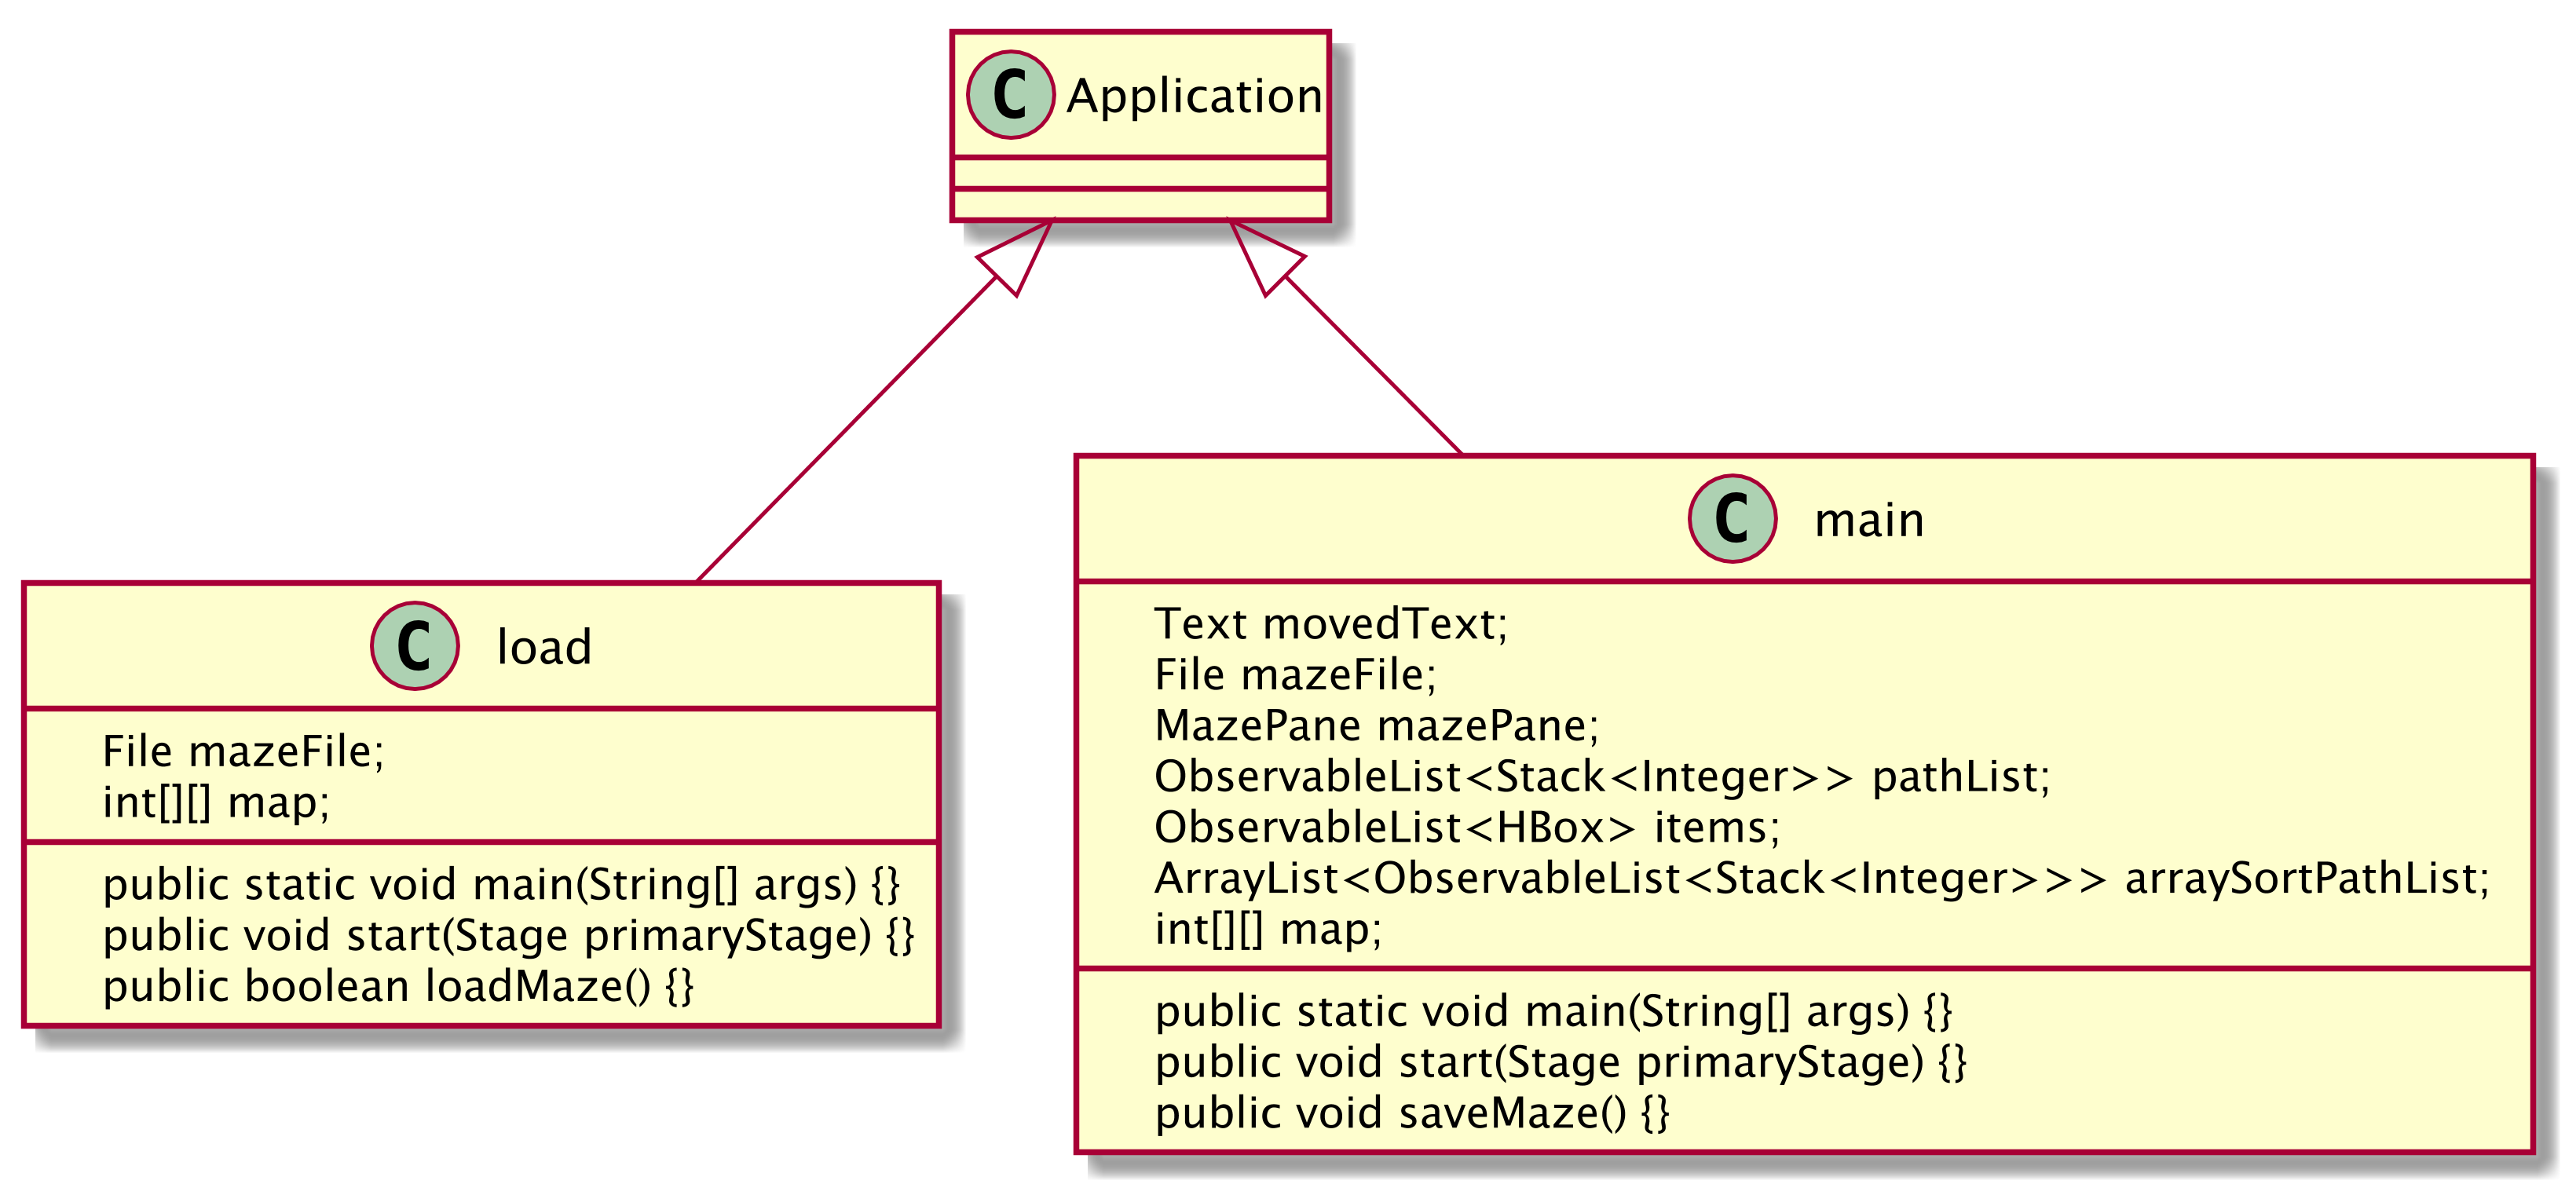 C Application
C load
File mazeFile;
int[][] map;
public static void main(String[] args) {}
public void start(Stage primaryStage) {}
public boolean loadMaze() {}
C main
Text movedText;
File mazeFile;
MazePane mazePane;
ObservableList<Stack<Integer>> pathList;
ObservableList<HBox> items;
ArrayList<ObservableList<Stack<Integer>>> arraySortPathList;
int[][] map;
public static void main(String[] args) {}
public void start(Stage primaryStage) {}
public void saveMaze() {}